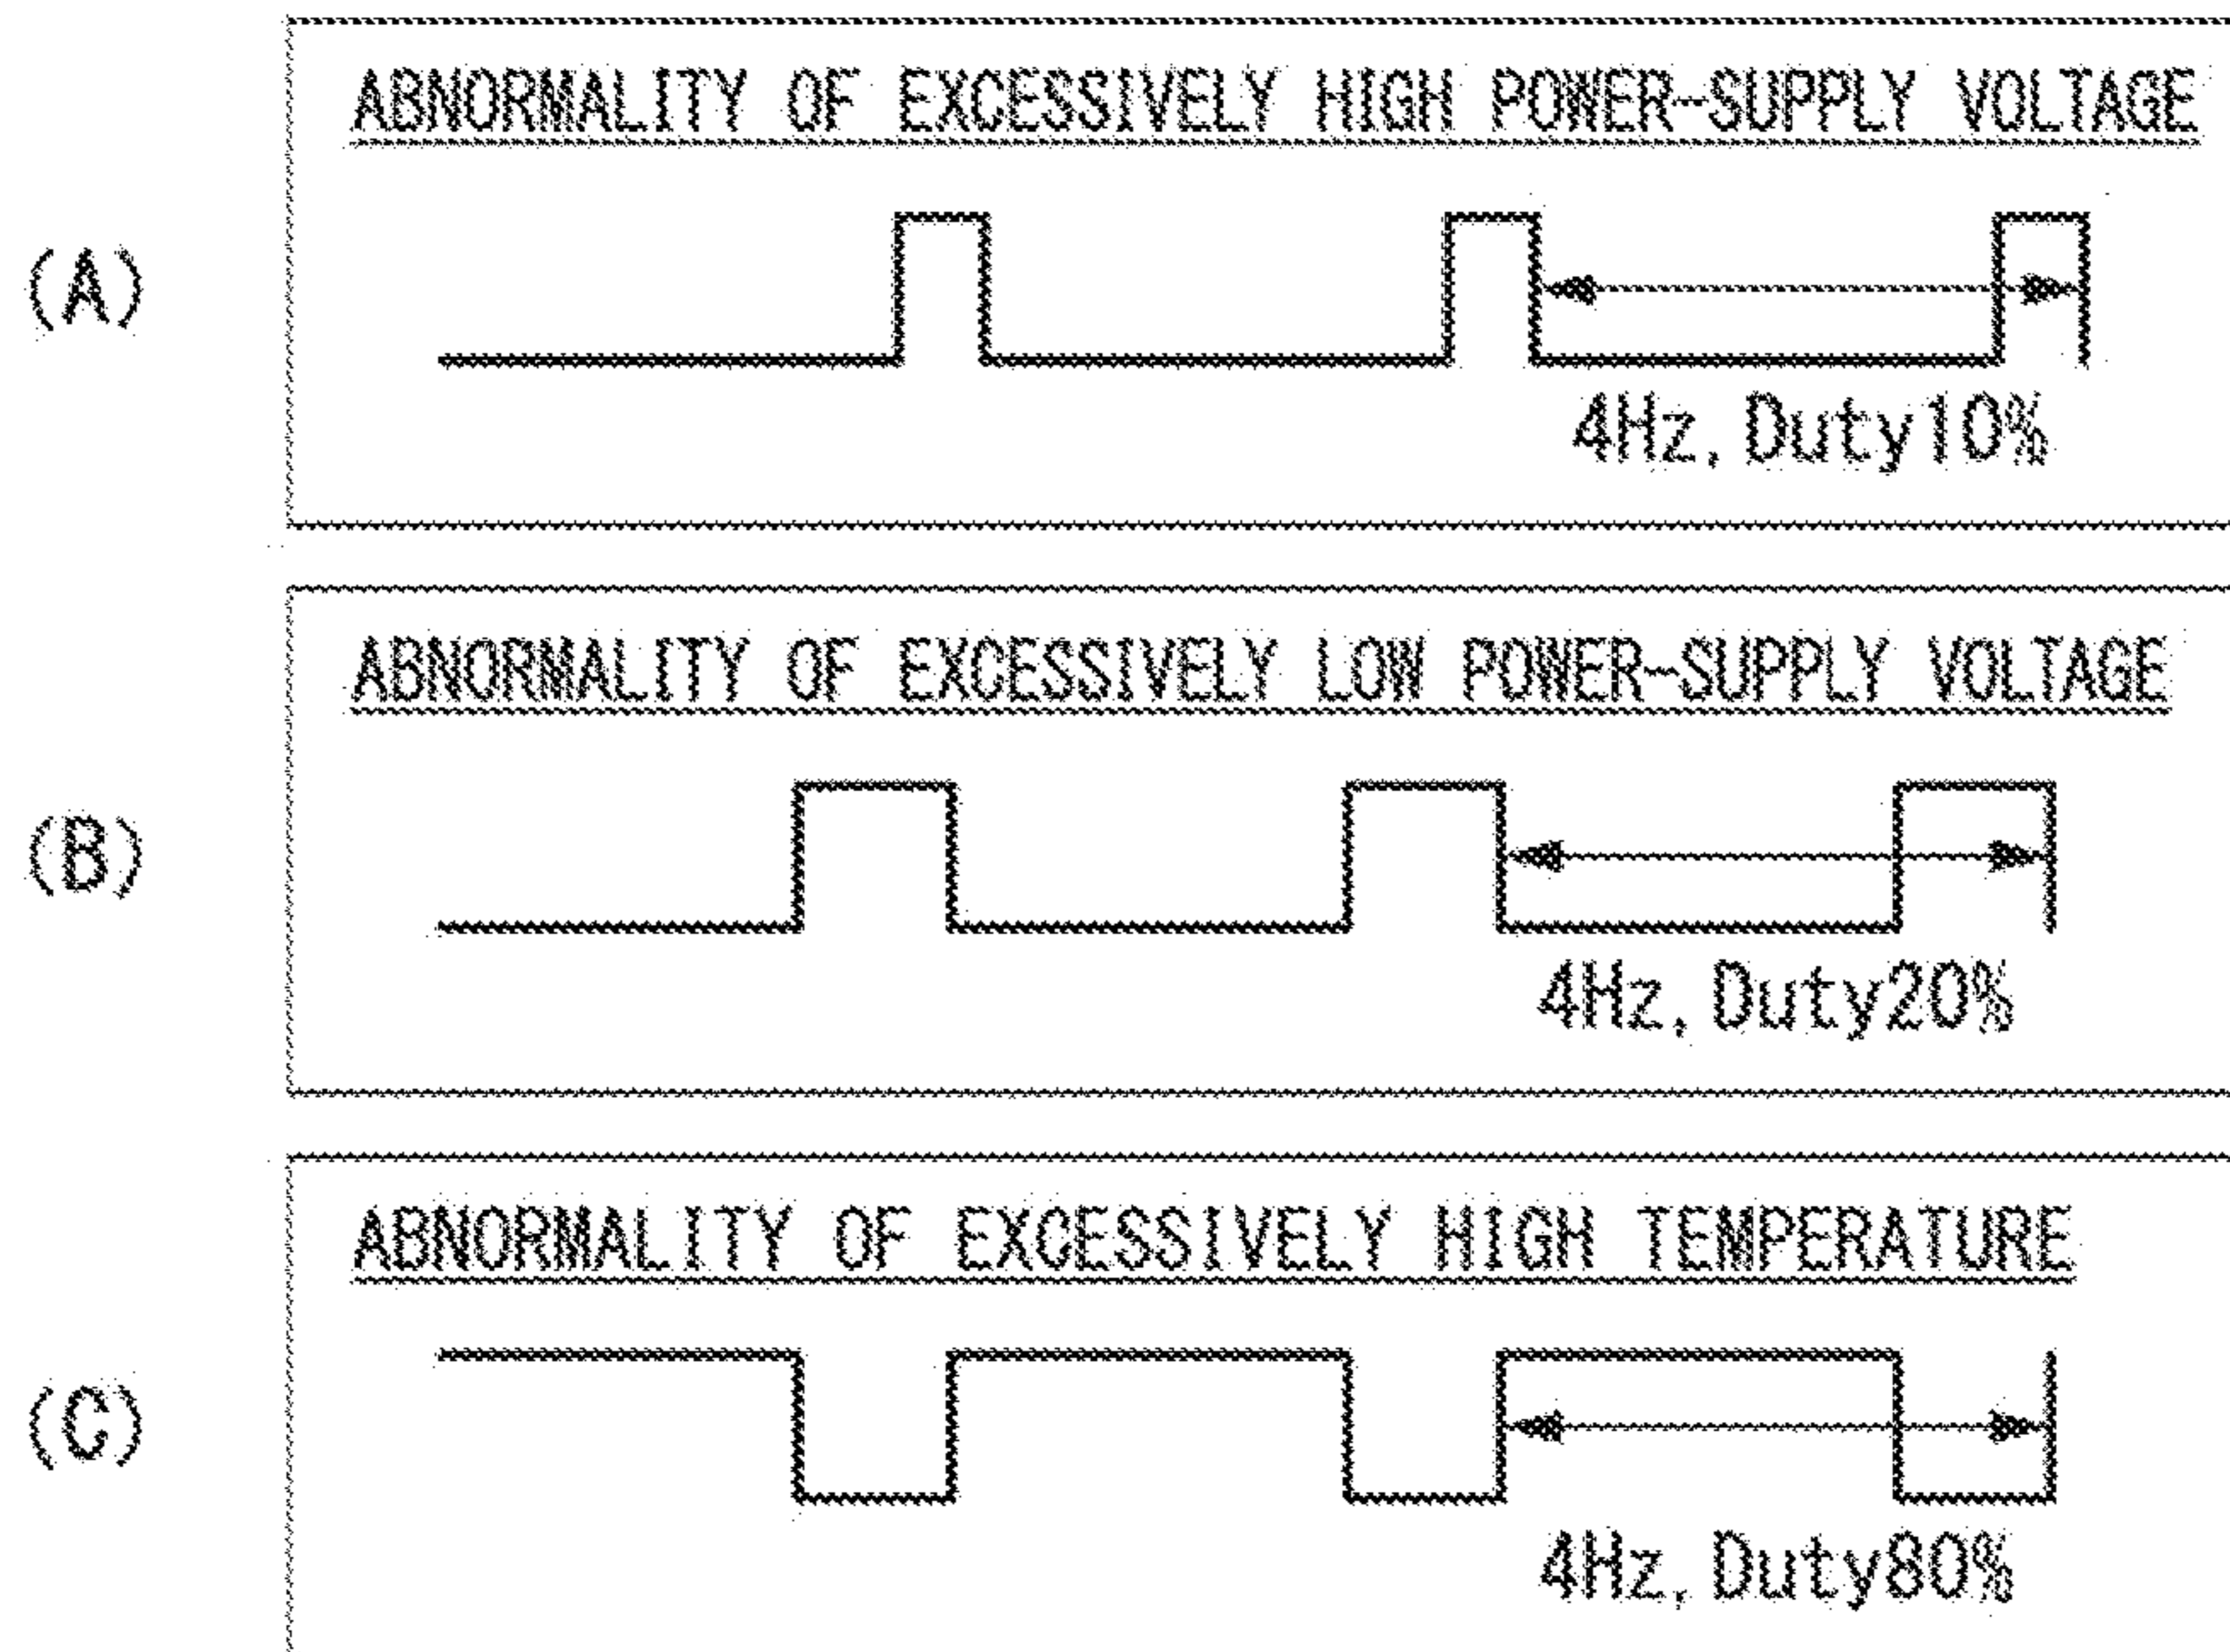 ABNORMALITY OF EXCESSIVELY HIGH POWER-SUPPLY VOLTAGE
(A)
4Hz, Duty10%
ABNORMALITY OF EXCESSIVELY LOW POWER-SUPPLY VOLTAGE
(B)
4Hz, Duty20%
ABNORMALITY OF EXCESSIVELY HIGH TEMPERATURE
(C)
4Hz, Duty80%